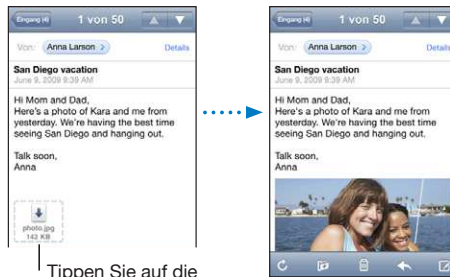 Eingang (4)
1 von 50
Von: Anna Larson
Details
San Diego vacation
June 9, 2009 9:39 AM
Hi Mom and Dad,
Here's a photo of Kara and me from
yesterday. We're having the best time
seeing San Diego and hanging out.
Talk soon,
Anna
photo.jpg
143 KB
Tippen Sie auf die
Eingang (4)
1 von 50
Von: Anna Larson
Details
San Diego vacation
June 9, 2009 9:39 AM
Hi Mom and Dad,
Here's a photo of Kara and me from
yesterday. We're having the best time
seeing San Diego and hanging out.
Talk soon,
Anna